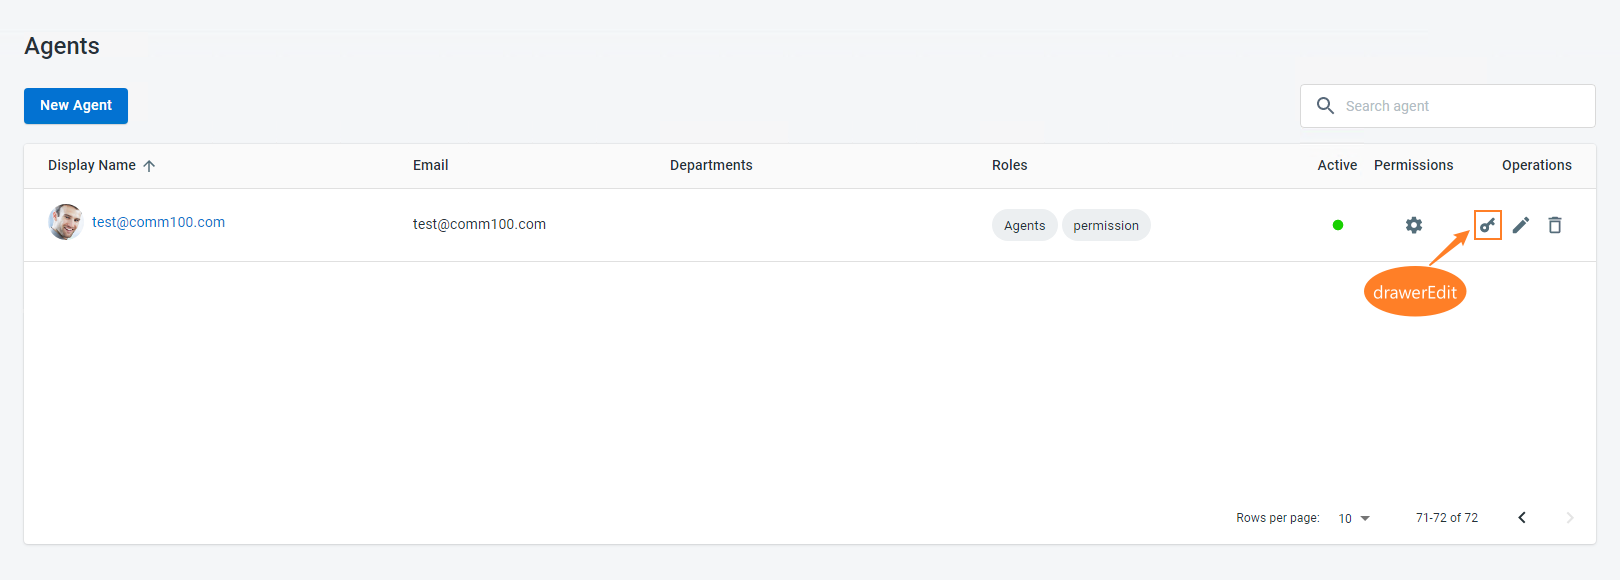 Agents
New Agent
Search agent
Display Name Email Departments Roles Active Permissions Operations
test@comm100.com test@comm100.com Agents permission
drawerEdit
Rows per page: 10 71-72 of 72